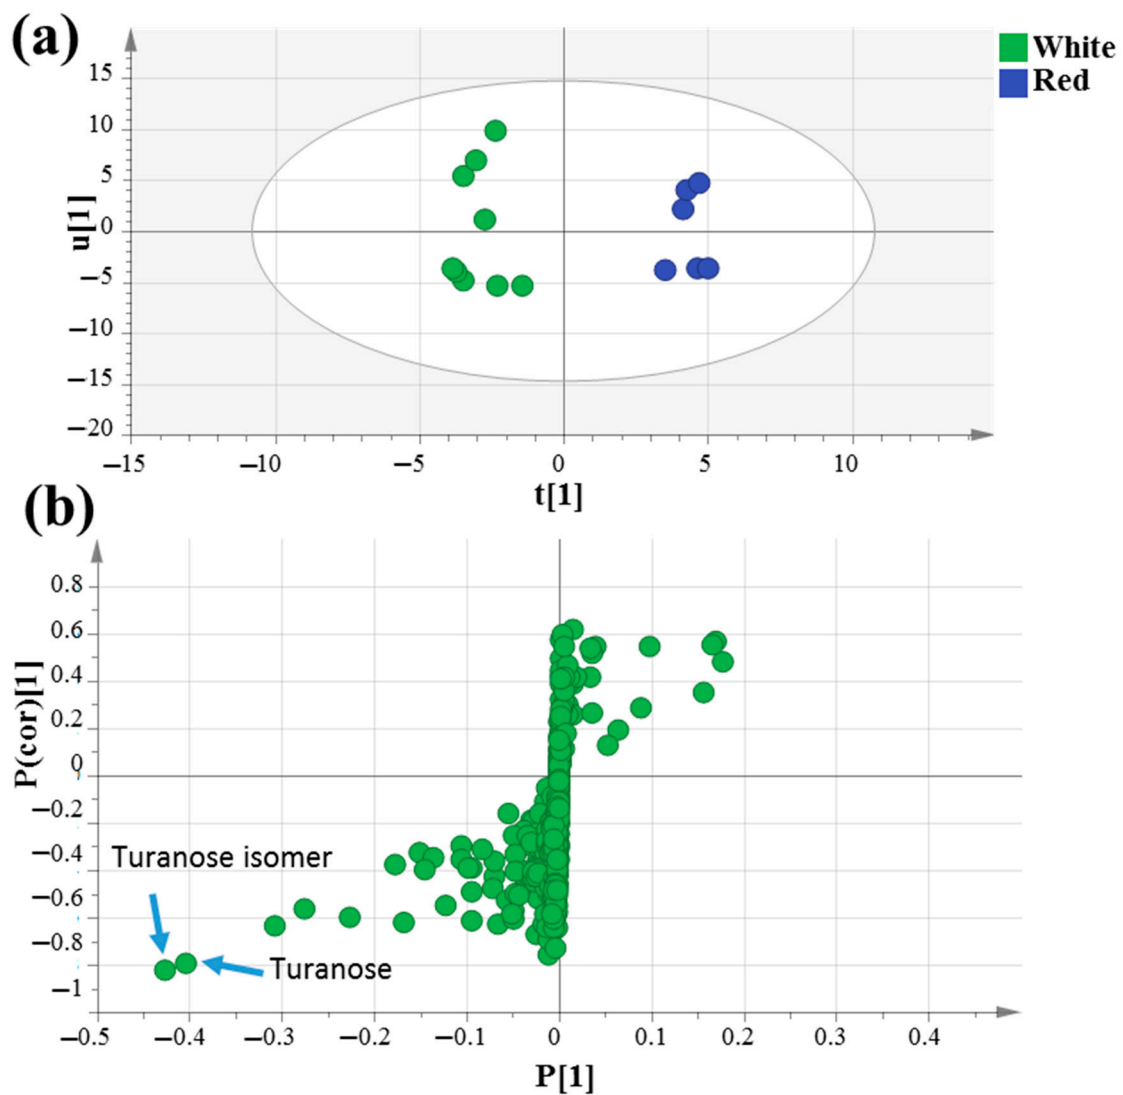 (a)
White
Red
15
10
5
0
−5
−10
−15
−20
u[1]
−15 −10 −5 0 5 10
t[1]
(b)
0.8
0.6
0.4
0.2
0
−0.2
−0.4
−0.6
−0.8
−1
P(cor)[1]
Turanose isomer
Turanose
−0.5 −0.4 −0.3 −0.2 −0.1 0 0.1 0.2 0.3 0.4
P[1]